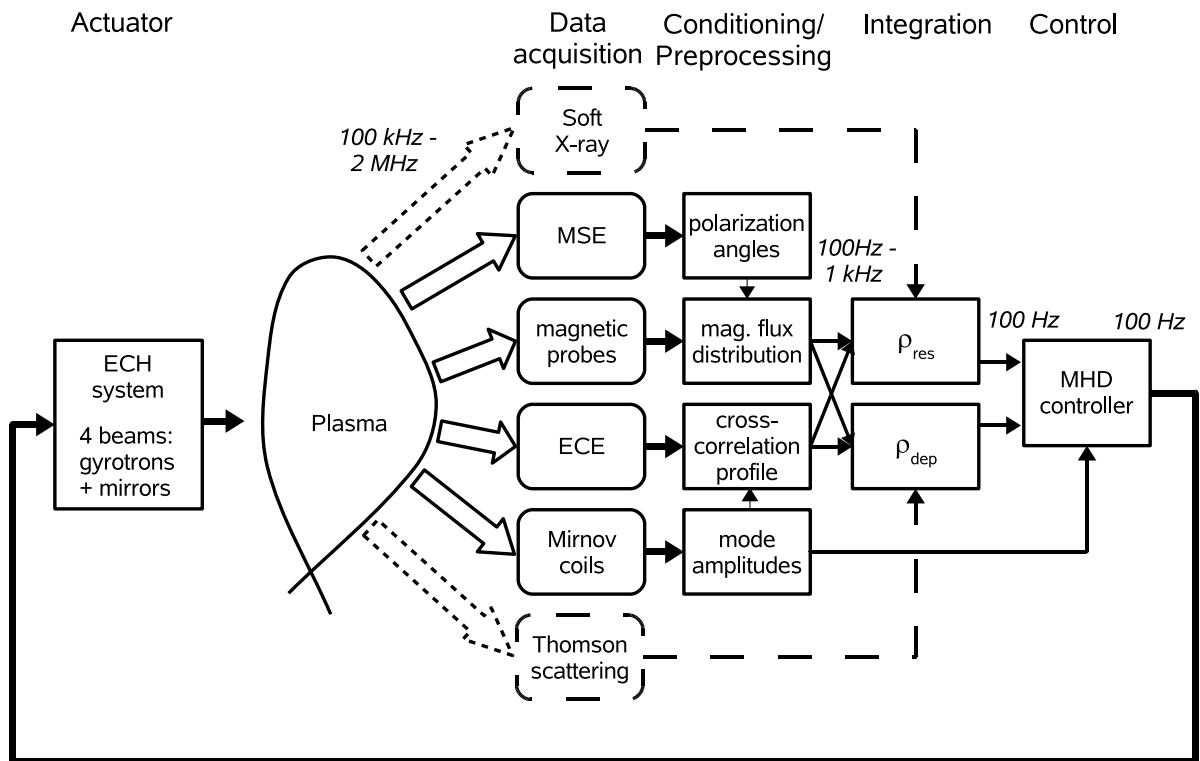 Actuator
Data
acquisition
Conditioning/
Preprocessing
Integration
Control
100 kHz -
2 MHz
Soft
X-ray
MSE
polarization
angles
100Hz -
1 kHz
magnetic
probes
mag. flux
distribution
ρres
100 Hz
100 Hz
ECH
system
4 beams:
gyrotrons
+ mirrors
Plasma
MHD
controller
ECE
cross-
correlation
profile
ρdep
Mirnov
coils
mode
amplitudes
Thomson
scattering